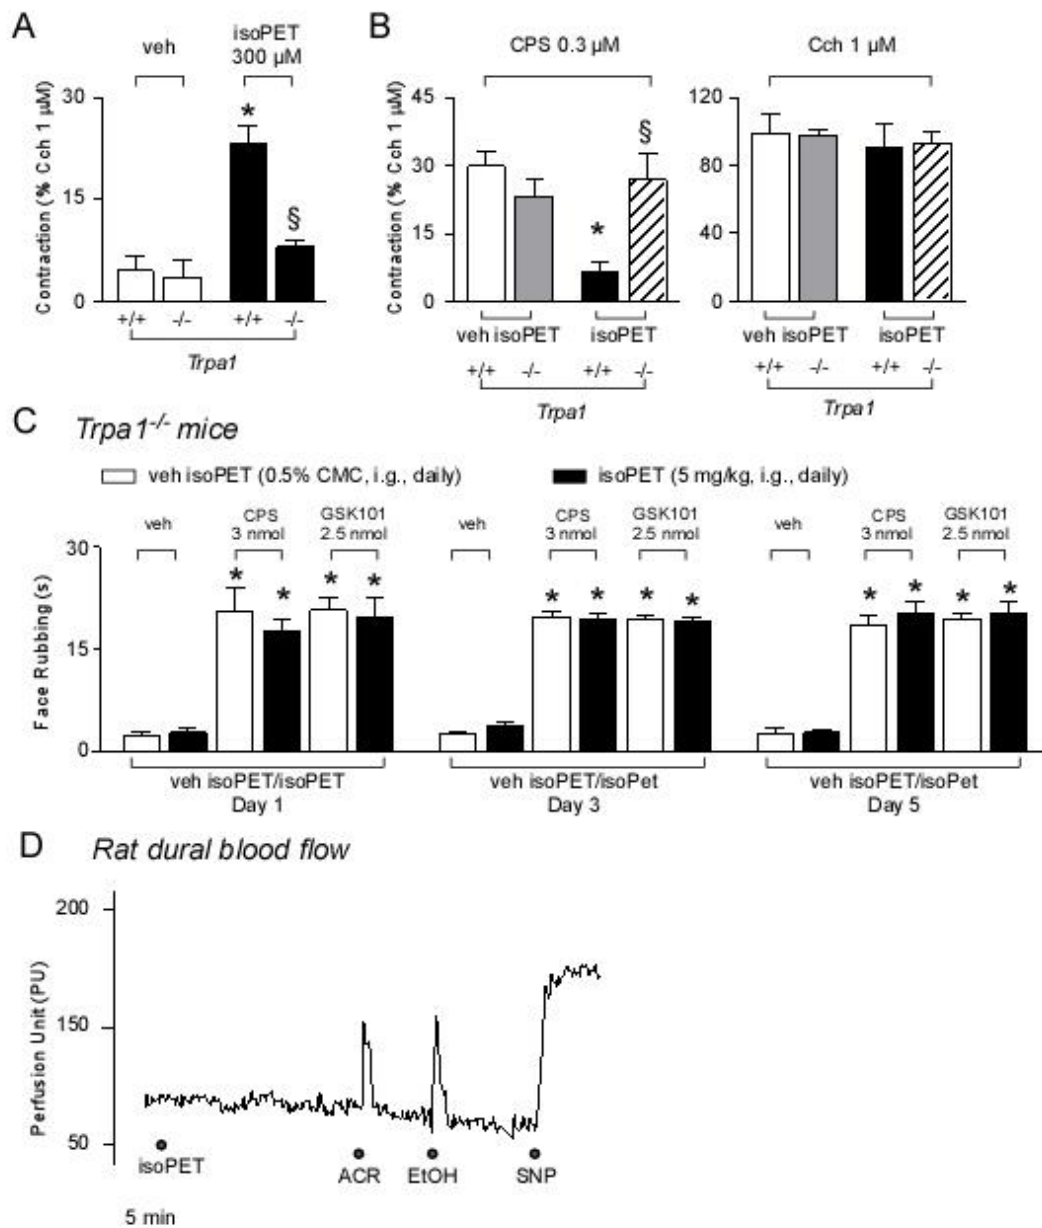 A
B
veh
isoPET
300 µM
CPS 0.3 µM
Cch 1 µM
Contraction (% Cch 1 µM)
30
15
0
*
§
+/+ -/- +/+ -/-
Trpa1
Contraction (% Cch 1 µM)
45
30
15
0
*
§
veh isoPET isoPET
+/+ -/- +/+ -/-
Trpa1
120
80
40
0
veh isoPET isoPET
+/+ -/- +/+ -/-
Trpa1
C Trpa1-/- mice
veh isoPET (0.5% CMC, i.g., daily) isoPET (5 mg/kg, i.g., daily)
veh CPS GSK101 veh CPS GSK101 veh CPS GSK101
3 nmol 2.5 nmol 3 nmol 2.5 nmol 3 nmol 2.5 nmol
Face Rubbing (s)
30
15
0
* * * * * * * * * * * *
veh isoPET/isoPET veh isoPET/isoPet veh isoPET/isoPet
Day 1 Day 3 Day 5
D Rat dural blood flow
Perfusion Unit (PU)
200
150
50
isoPET ACR EtOH SNP
5 min